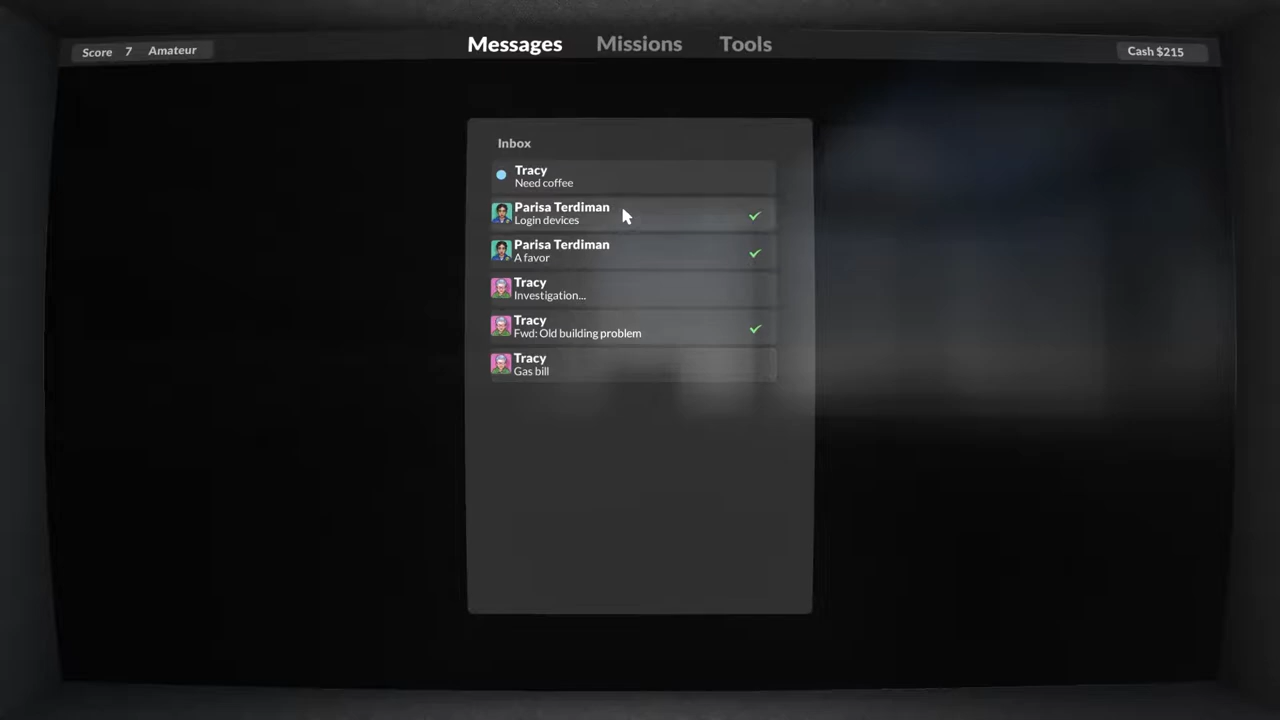 Score 7 Amateur
Messages Missions Tools
Cash $215
Inbox
Tracy
Need coffee
Parisa Terdiman
Login devices
Parisa Terdiman
A favor
Tracy
Investigation...
Tracy
Fwd: Old building problem
Tracy
Gas bill